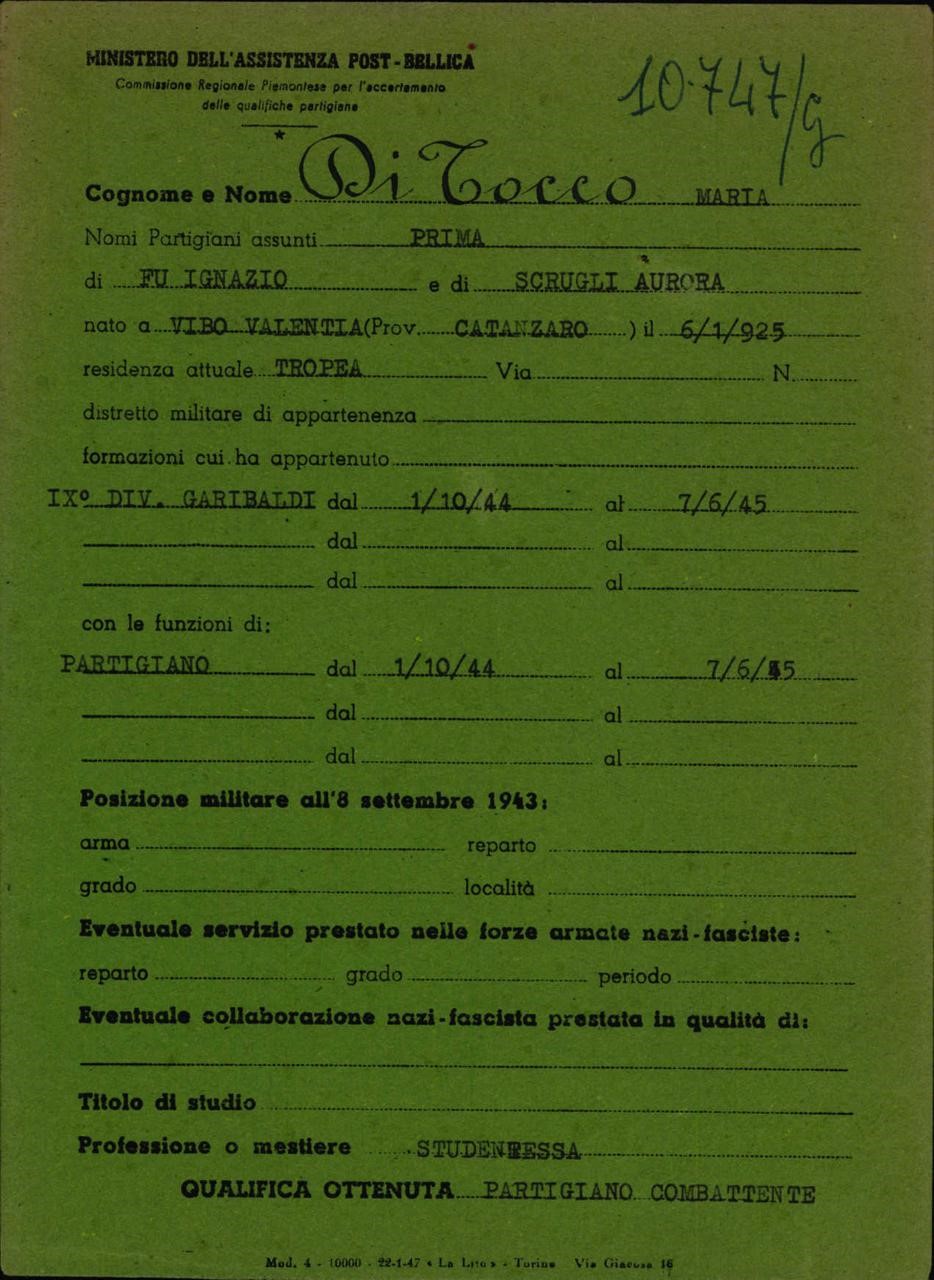 MINISTERO DELL'ASSISTENZA POST-BELLICA
Commissione Regionale Piemontese per l'accertamento
delle qualifiche partigiane
10.747/G
Cognome e Nome Di Tocco MARIA
Nomi Partigiani assunti PRIMA
di FU IGNAZIO e di SCRUGLI AURORA
nato a VIBO VALENTIA (Prov. CATANZARO ) il 6/1/925
residenza attuale TROPEA Via N.
distretto militare di appartenenza
formazioni cui ha appartenuto
IXº DIV. GARIBALDI dal 1/10/44 al 7/6/45
dal al
dal al
con le funzioni di:
PARTIGIANO dal 1/10/44 al 7/6/45
dal al
dal al
Posizione militare all'8 settembre 1943:
arma reparto
grado località
Eventuale servizio prestato nelle forze armate nazi-fasciste:
reparto grado periodo
Eventuale collaborazione nazi-fascista prestata in qualità di:
Titolo di studio
Professione o mestiere STUDENTESSA
QUALIFICA OTTENUTA PARTIGIANO COMBATTENTE
Mod. 4 - 10000 - 22-1-47 « La Lito » - Torino Via Giacosa 16